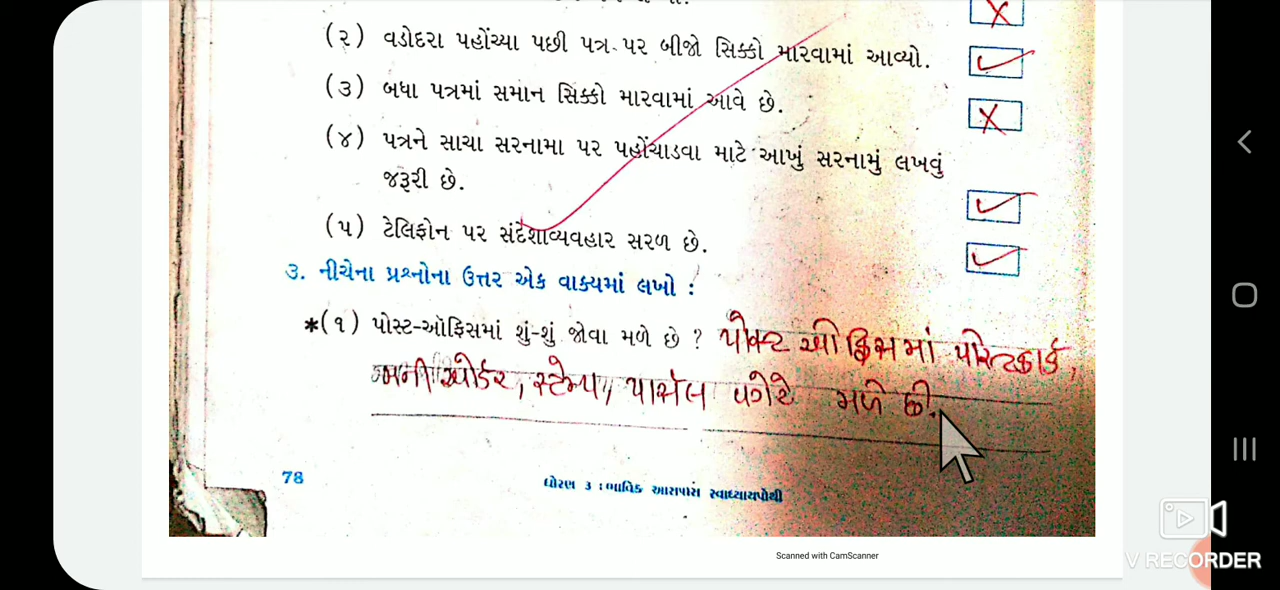 (૨) વડોદરા પહોંચ્યા પછી પત્ર પર બીજો સિક્કો મારવામાં આવ્યો.
(૩) બધા પત્રમાં સમાન સિક્કો મારવામાં આવે છે.
(૪) પત્રને સાચા સરનામા પર પહોંચાડવા માટે આખું સરનામું લખવું
જરૂરી છે.
(૫) ટેલિફોન પર સંદેશાવ્યવહાર સરળ છે.
૩. નીચેના પ્રશ્નોના ઉત્તર એક વાક્યમાં લખો :
*(૧) પોસ્ટ-ઑફિસમાં શું-શું જોવા મળે છે ? પોસ્ટ ઓફિસમાં પોસ્ટકાર્ડ,
મની ઓર્ડર, સ્ટેમ્પ, પાર્સલ વગેરે મળે છે.
78
ધોરણ ૩ : ભાવિક આસપાસ સ્વાધ્યાયપોથી
Scanned with CamScanner
V RECORDER